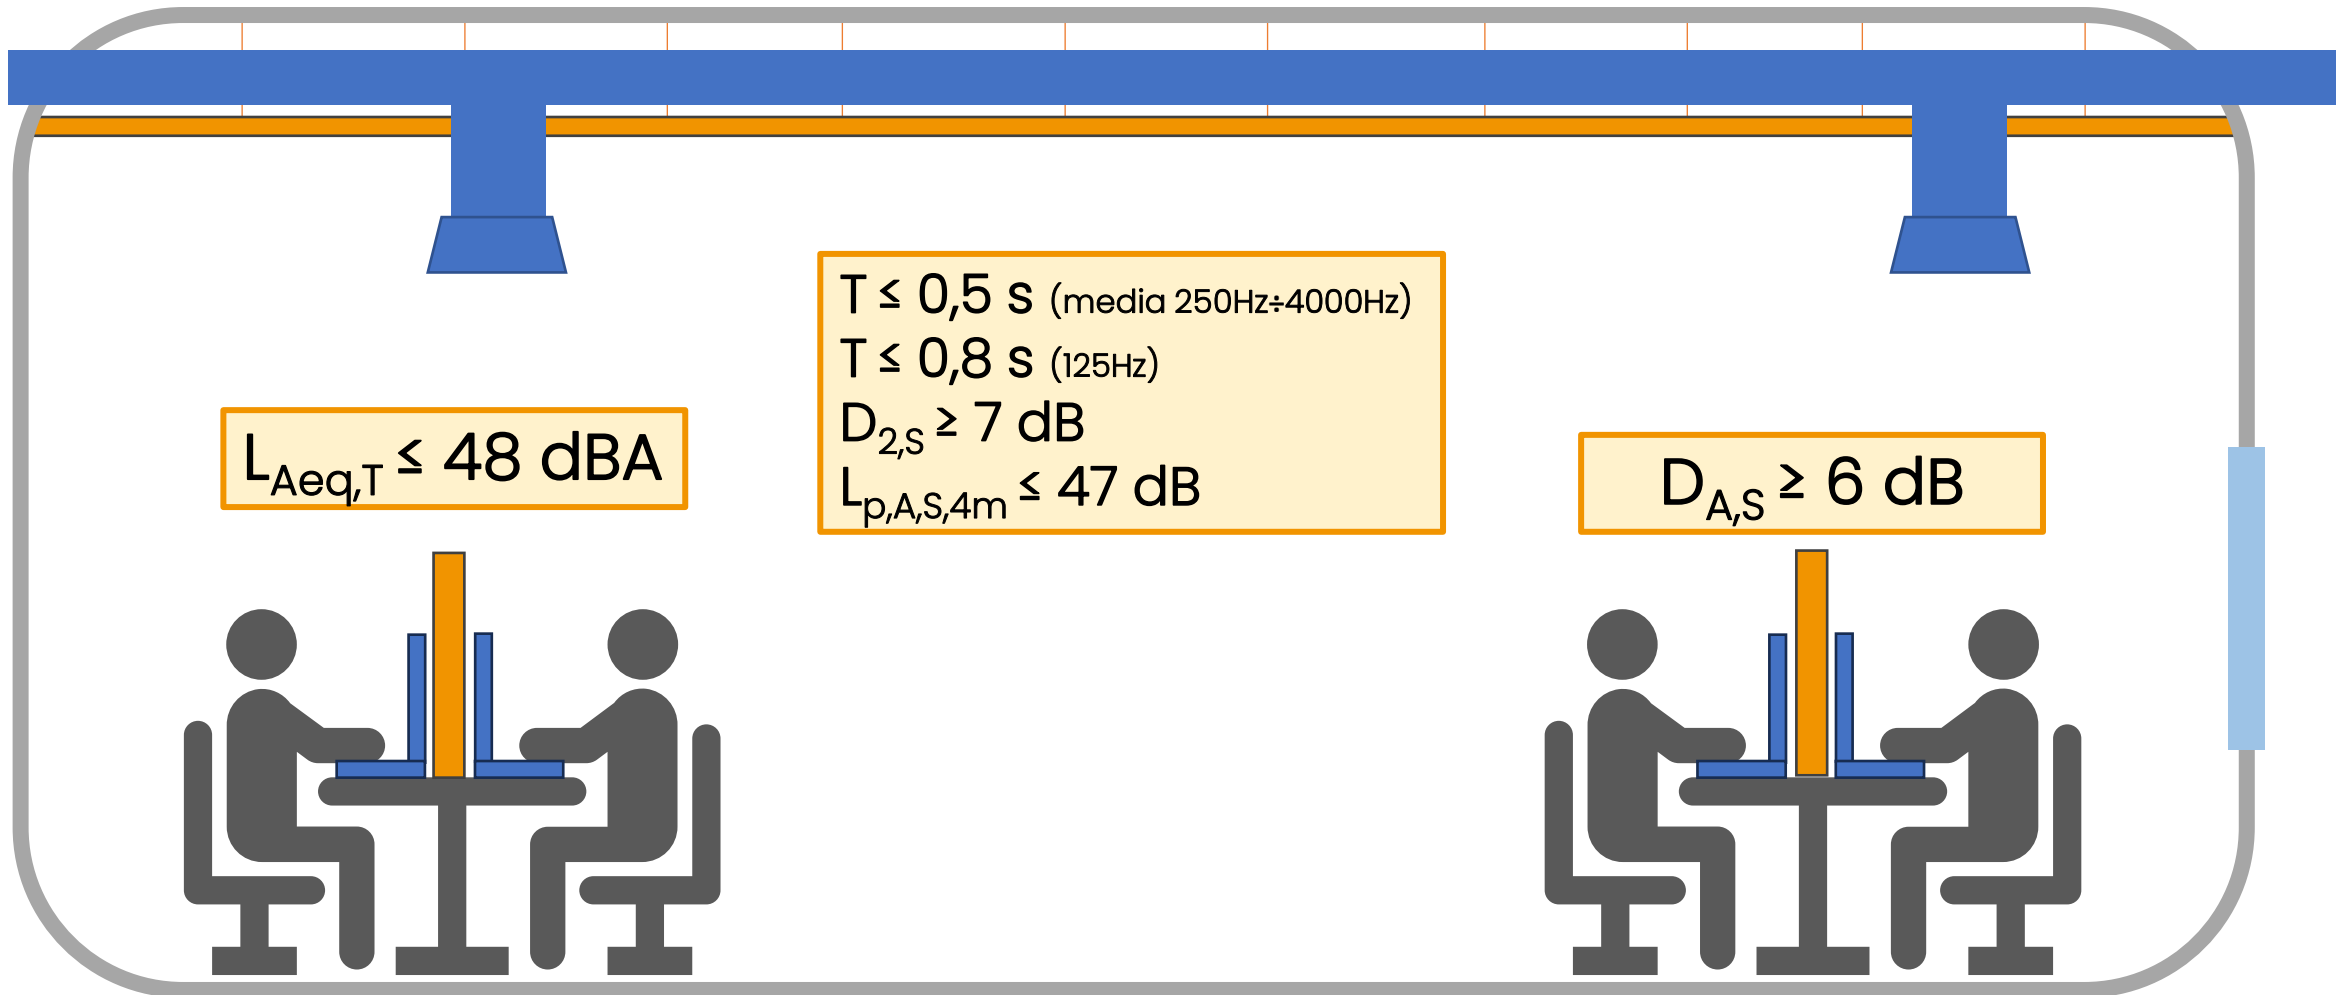 T ≤ 0,5 s (media 250Hz÷4000Hz)
T ≤ 0,8 s (125Hz)
D2,S ≥ 7 dB
Lp,A,S,4m ≤ 47 dB
LAeq,T ≤ 48 dBA
DA,S ≥ 6 dB